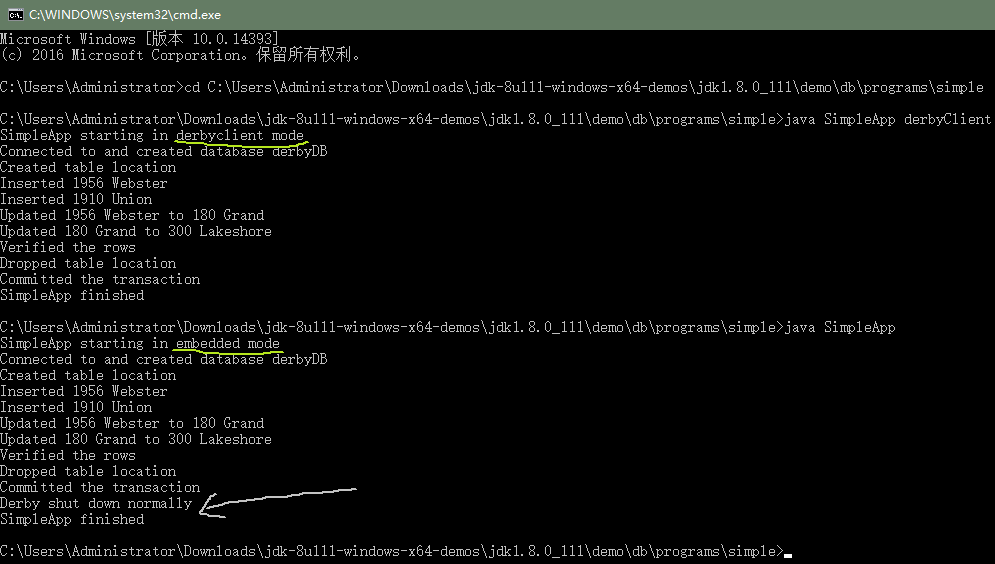 C:\WINDOWS\system32\cmd.exe
Microsoft Windows [版本 10.0.14393]
(c) 2016 Microsoft Corporation。保留所有权利。
C:\Users\Administrator>cd C:\Users\Administrator\Downloads\jdk-8u111-windows-x64-demos\jdk1.8.0_111\demo\db\programs\simple
C:\Users\Administrator\Downloads\jdk-8u111-windows-x64-demos\jdk1.8.0_111\demo\db\programs\simple>java SimpleApp derbyClient
SimpleApp starting in derbyclient mode
Connected to and created database derbyDB
Created table location
Inserted 1956 Webster
Inserted 1910 Union
Updated 1956 Webster to 180 Grand
Updated 180 Grand to 300 Lakeshore
Verified the rows
Dropped table location
Committed the transaction
SimpleApp finished
C:\Users\Administrator\Downloads\jdk-8u111-windows-x64-demos\jdk1.8.0_111\demo\db\programs\simple>java SimpleApp
SimpleApp starting in embedded mode
Connected to and created database derbyDB
Created table location
Inserted 1956 Webster
Inserted 1910 Union
Updated 1956 Webster to 180 Grand
Updated 180 Grand to 300 Lakeshore
Verified the rows
Dropped table location
Committed the transaction
Derby shut down normally
SimpleApp finished
C:\Users\Administrator\Downloads\jdk-8u111-windows-x64-demos\jdk1.8.0_111\demo\db\programs\simple>